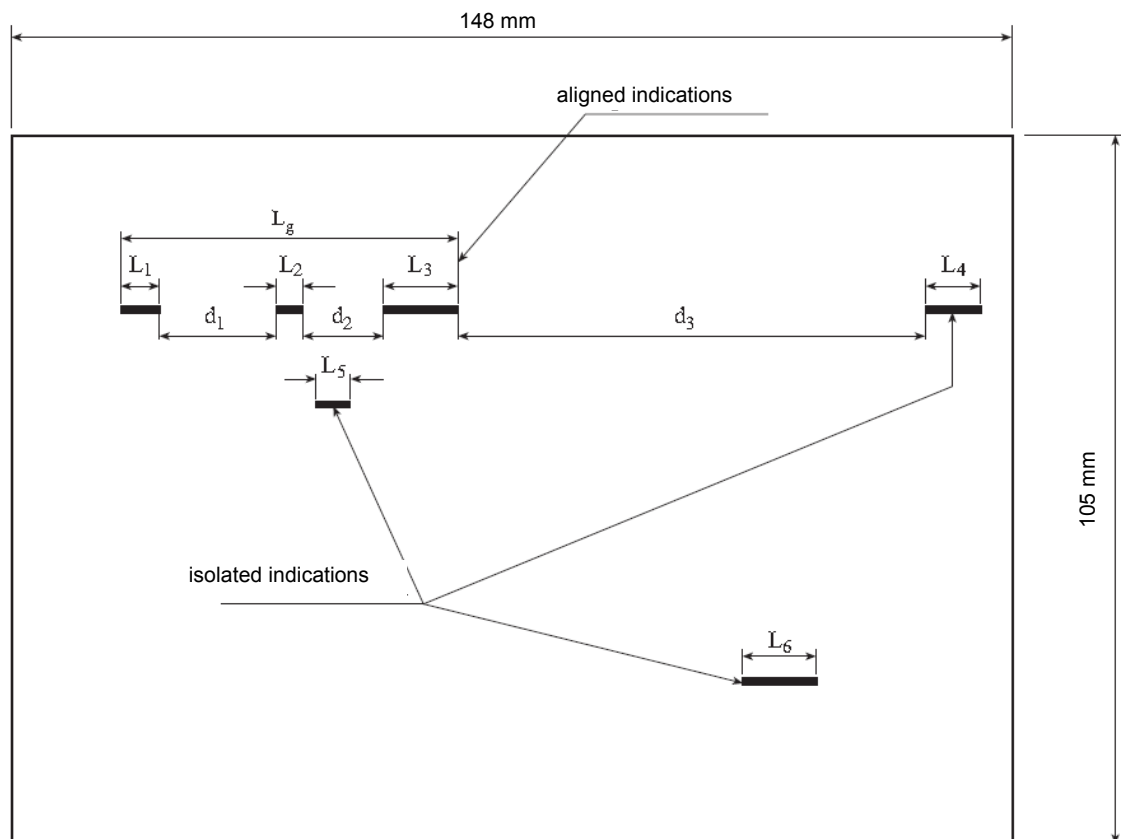 148 mm
aligned indications
Lg
L1 L2 L3 L4
d1 d2 d3
L5
105 mm
isolated indications
L6